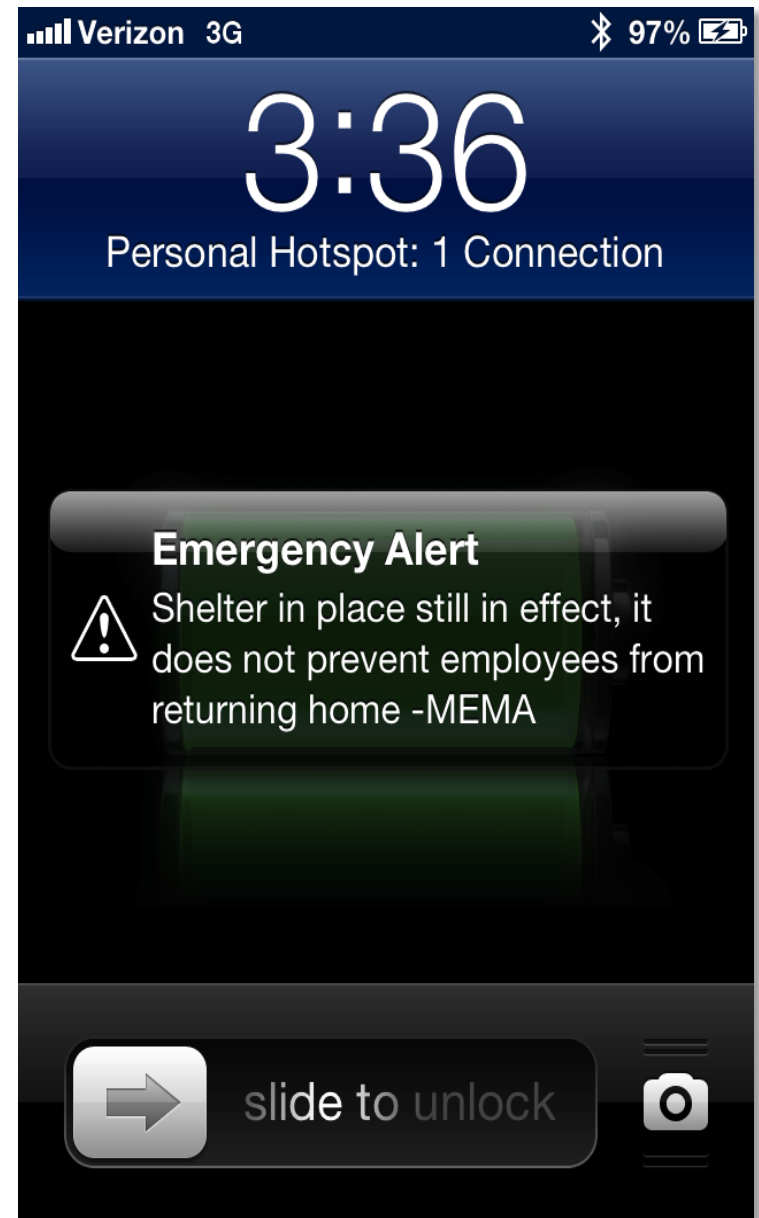 Verizon 3G 97%
3:36
Personal Hotspot: 1 Connection
Emergency Alert
Shelter in place still in effect, it
does not prevent employees from
returning home -MEMA
slide to unlock